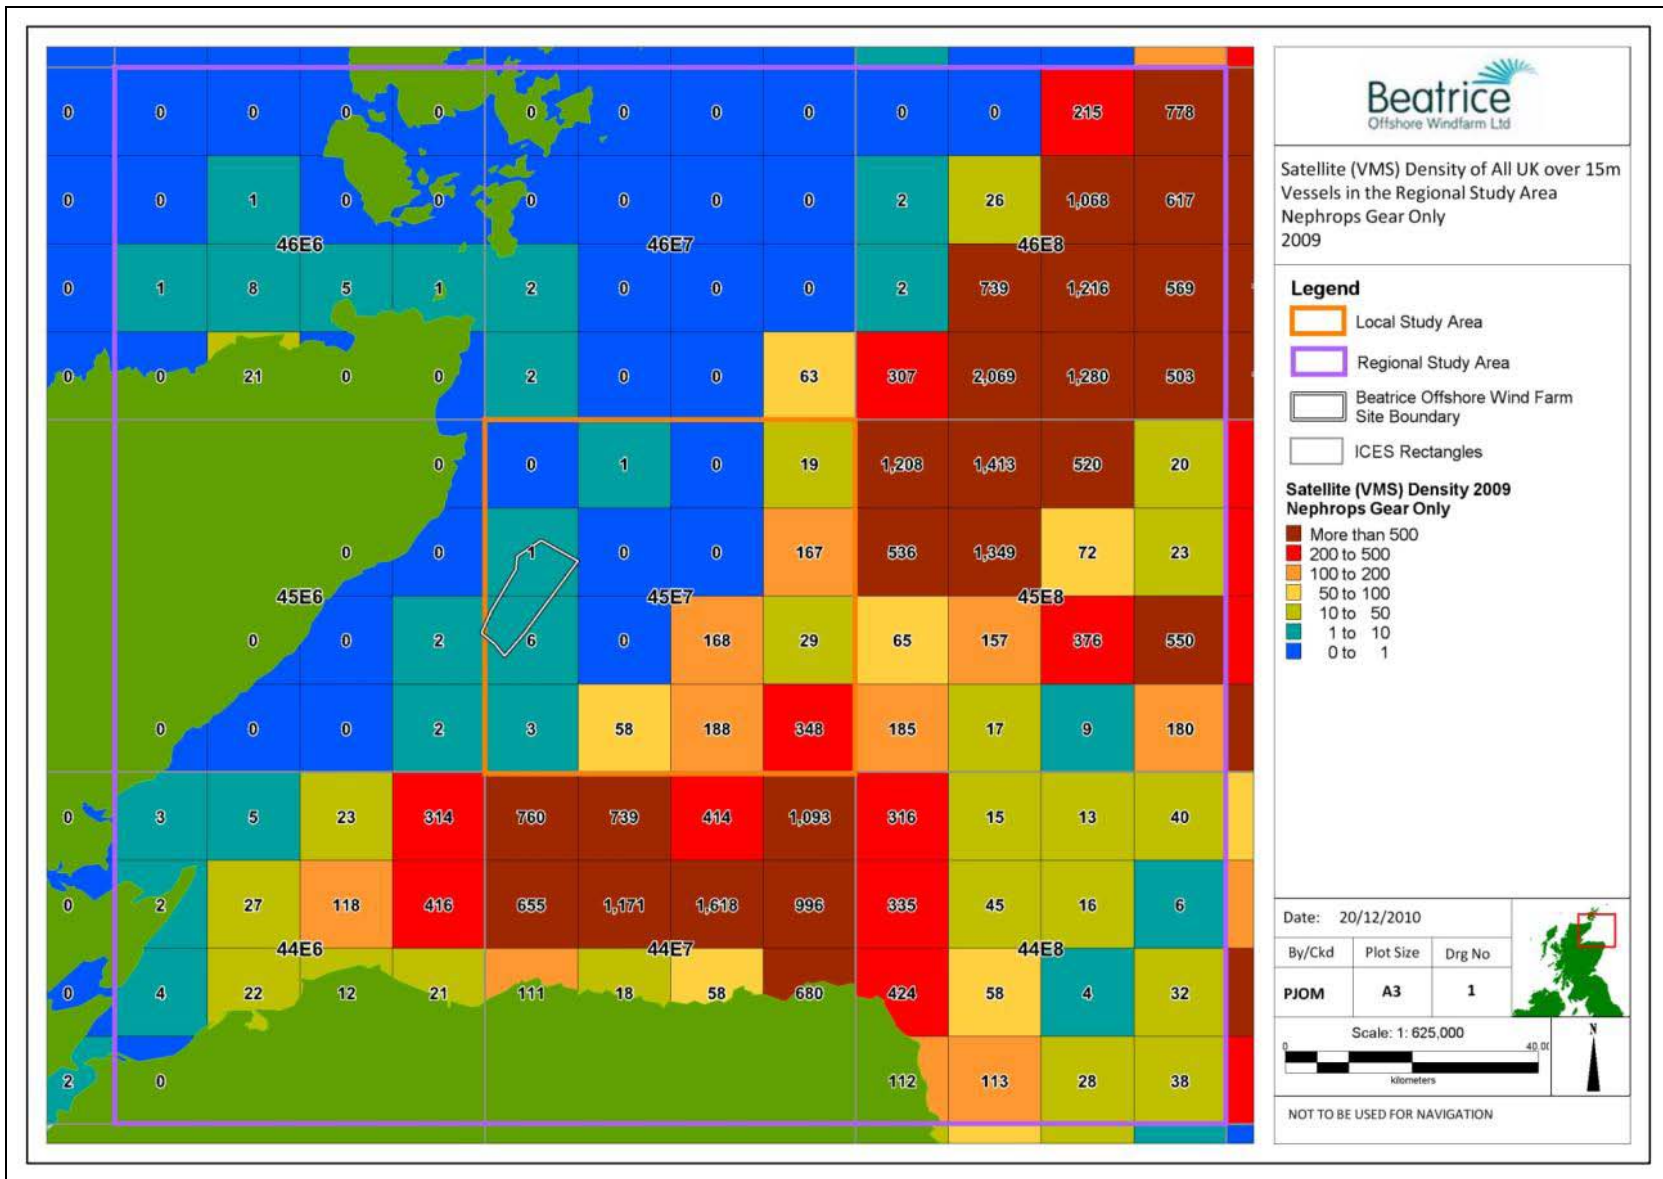 0 0 0 0 0 0 0 0 0 0 0 215 778
0 0 1 0 0 0 0 0 0 2 26 1,068 617
46E6 46E7 46E8
0 1 8 5 1 2 0 0 0 2 739 1,216 569
0 0 21 0 0 2 0 0 63 307 2,069 1,280 503
0 0 1 0 19 1,208 1,413 520 20
0 0 1 0 0 167 536 1,349 72 23
45E6 45E7 45E8
0 0 2 6 0 168 29 65 157 376 550
0 0 0 2 3 58 188 348 185 17 9 180
0 3 5 23 314 760 739 414 1,093 316 15 13 40
0 2 27 118 416 655 1,171 1,618 996 335 45 16 6
44E6 44E7 44E8
0 4 22 12 21 111 18 58 680 424 58 4 32
2 0 112 113 28 38
Beatrice
Offshore Windfarm Ltd
Satellite (VMS) Density of All UK over 15m
Vessels in the Regional Study Area
Nephrops Gear Only
2009
Legend
Local Study Area
Regional Study Area
Beatrice Offshore Wind Farm
Site Boundary
ICES Rectangles
Satellite (VMS) Density 2009
Nephrops Gear Only
More than 500
200 to 500
100 to 200
50 to 100
10 to 50
1 to 10
0 to 1
Date: 20/12/2010
By/Ckd Plot Size Drg No
PJOM A3 1
Scale: 1: 625,000
0 40,00
kilometers
N
NOT TO BE USED FOR NAVIGATION